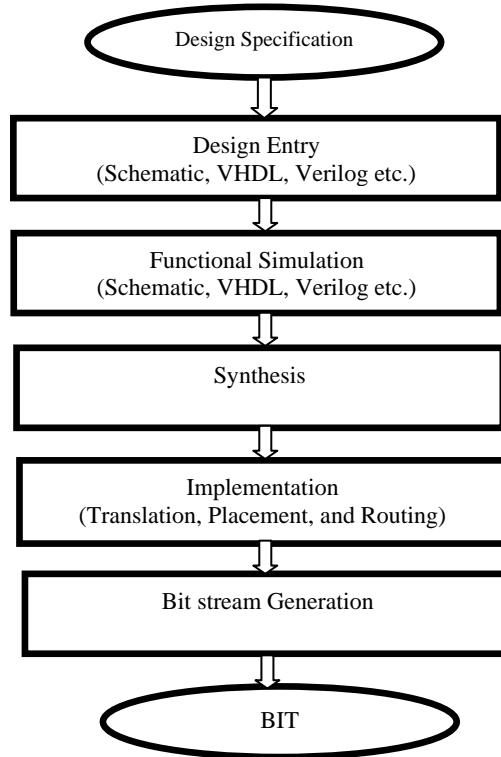 Design Specification
Design Entry
(Schematic, VHDL, Verilog etc.)
Functional Simulation
(Schematic, VHDL, Verilog etc.)
Synthesis
Implementation
(Translation, Placement, and Routing)
Bit stream Generation
BIT